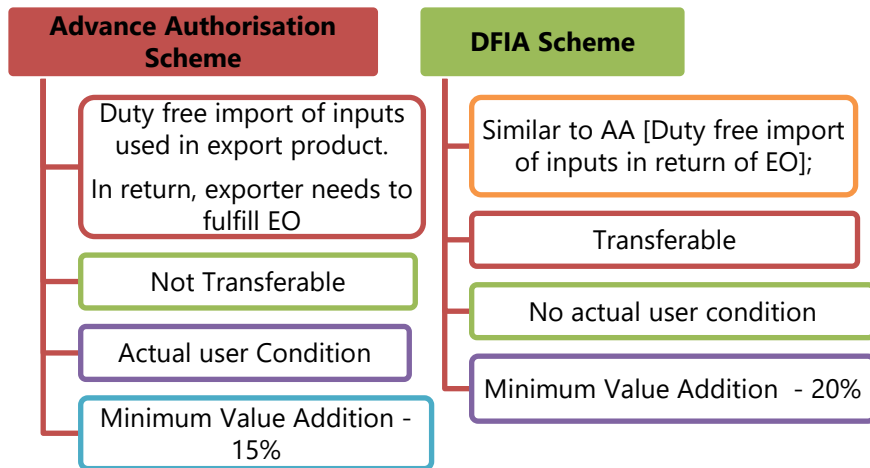 Advance Authorisation
Scheme
Duty free import of inputs
used in export product.
In return, exporter needs to
fulfill EO
Not Transferable
Actual user Condition
Minimum Value Addition -
15%
DFIA Scheme
Similar to AA [Duty free import
of inputs in return of EO];
Transferable
No actual user condition
Minimum Value Addition - 20%